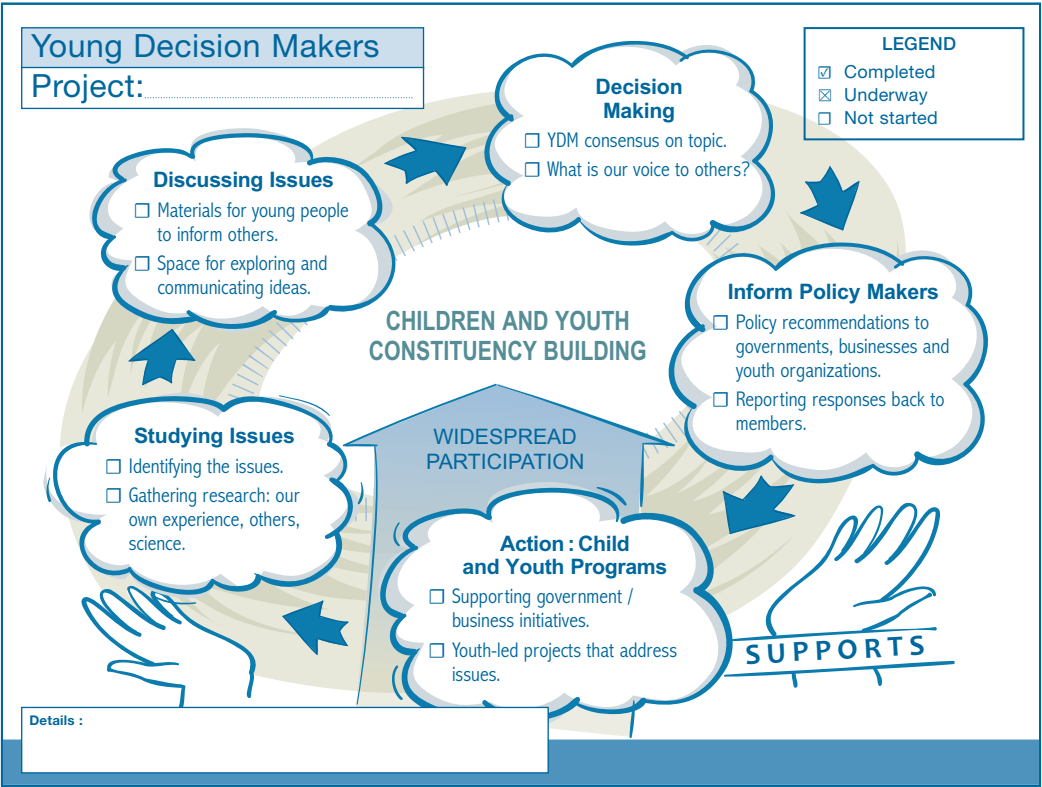 Young Decision Makers
Project:
LEGEND
☑ Completed
☒ Underway
☐ Not started
Decision
Making
☐ YDM consensus on topic.
☐ What is our voice to others?
Discussing Issues
☐ Materials for young people
to inform others.
☐ Space for exploring and
communicating ideas.
Inform Policy Makers
☐ Policy recommendations to
governments, businesses and
youth organizations.
☐ Reporting responses back to
members.
CHILDREN AND YOUTH
CONSTITUENCY BUILDING
Studying Issues
☐ Identifying the issues.
☐ Gathering research: our
own experience, others,
science.
WIDESPREAD
PARTICIPATION
Action : Child
and Youth Programs
☐ Supporting government /
business initiatives.
☐ Youth-led projects that address
issues.
SUPPORTS
Details :